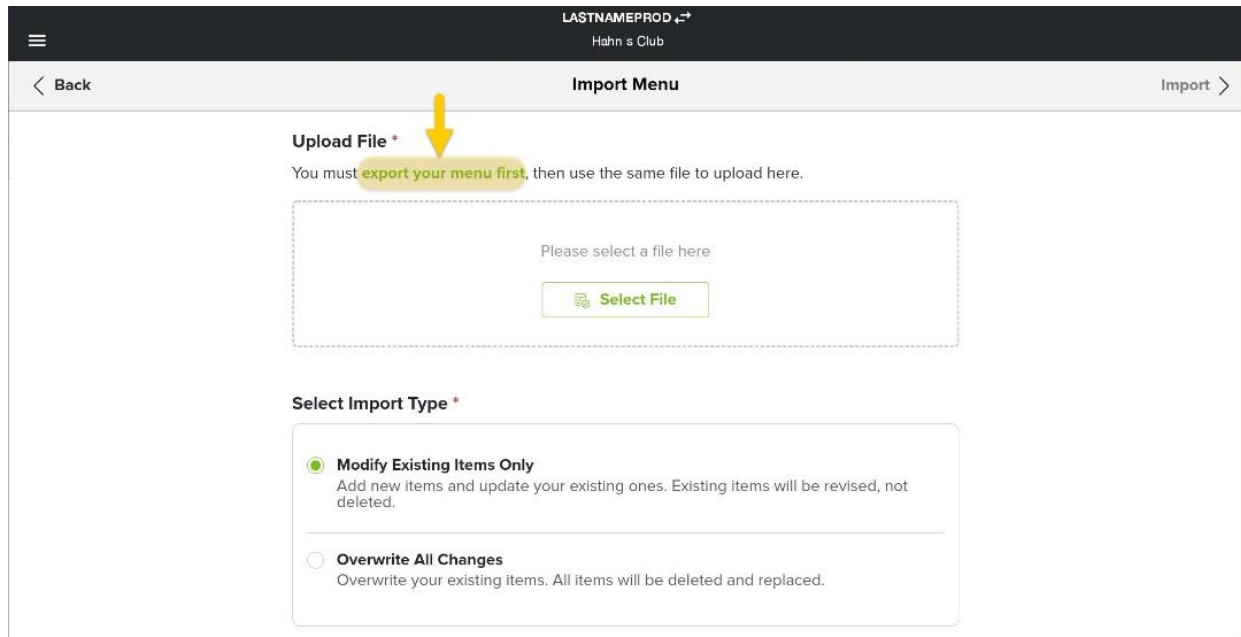 LASTNAMEPROD
Hahn s Club
Back
Import Menu
Import
Upload File *
You must export your menu first, then use the same file to upload here.
Please select a file here
Select File
Select Import Type *
Modify Existing Items Only
Add new items and update your existing ones. Existing items will be revised, not
deleted.
Overwrite All Changes
Overwrite your existing items. All items will be deleted and replaced.